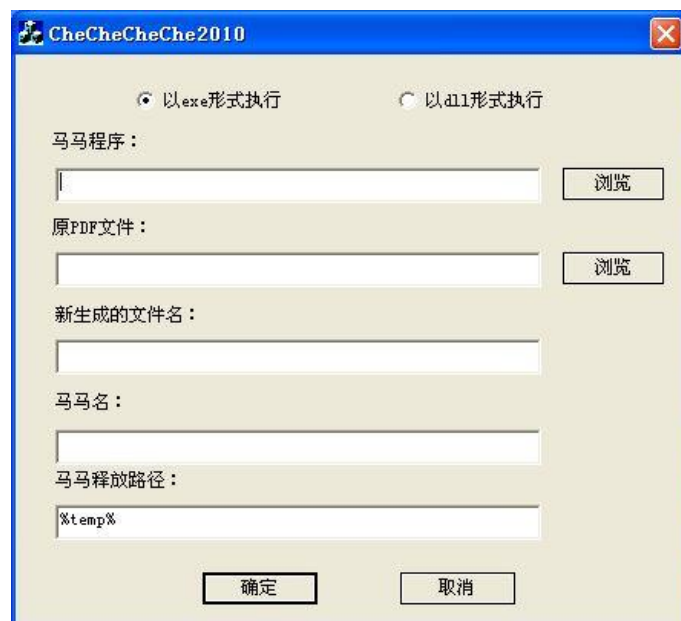 CheCheCheChe2010
以exe形式执行 以dll形式执行
马马程序：
浏览
原PDF文件：
浏览
新生成的文件名：
马马名：
马马释放路径：
%temp%
确定 取消